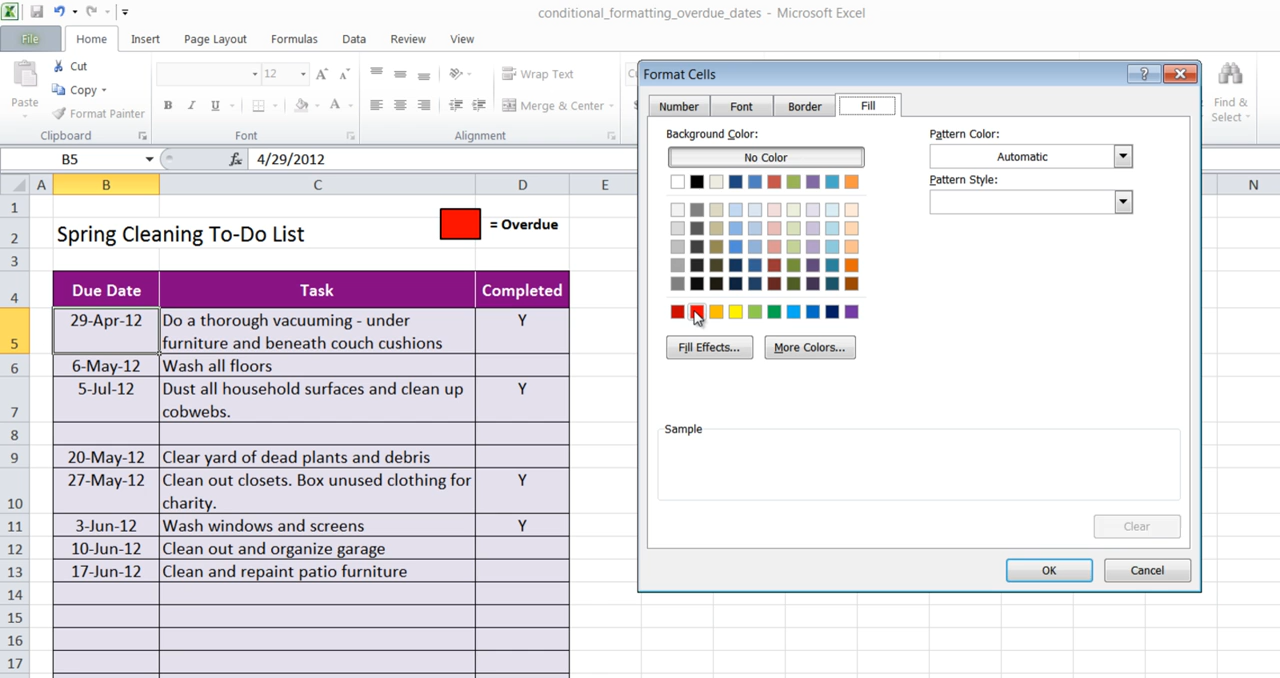 conditional_formatting_overdue_dates - Microsoft Excel
File Home Insert Page Layout Formulas Data Review View
Paste
Cut
Copy
Format Painter
Clipboard
12
B I U
Font
Wrap Text
Merge & Center
Alignment
Find &
Select
B5 fx 4/29/2012
A B C D E N
1
2
3
4
5
6
7
8
9
10
11
12
13
14
15
16
17
= Overdue
Spring Cleaning To-Do List
Due Date Task Completed
29-Apr-12 Do a thorough vacuuming - under Y
furniture and beneath couch cushions
6-May-12 Wash all floors
5-Jul-12 Dust all household surfaces and clean up Y
cobwebs.
20-May-12 Clear yard of dead plants and debris
27-May-12 Clean out closets. Box unused clothing for Y
charity.
3-Jun-12 Wash windows and screens Y
10-Jun-12 Clean out and organize garage
17-Jun-12 Clean and repaint patio furniture
Format Cells
Number Font Border Fill
Background Color:
No Color
Fill Effects... More Colors...
Pattern Color:
Automatic
Pattern Style:
Sample
Clear
OK Cancel